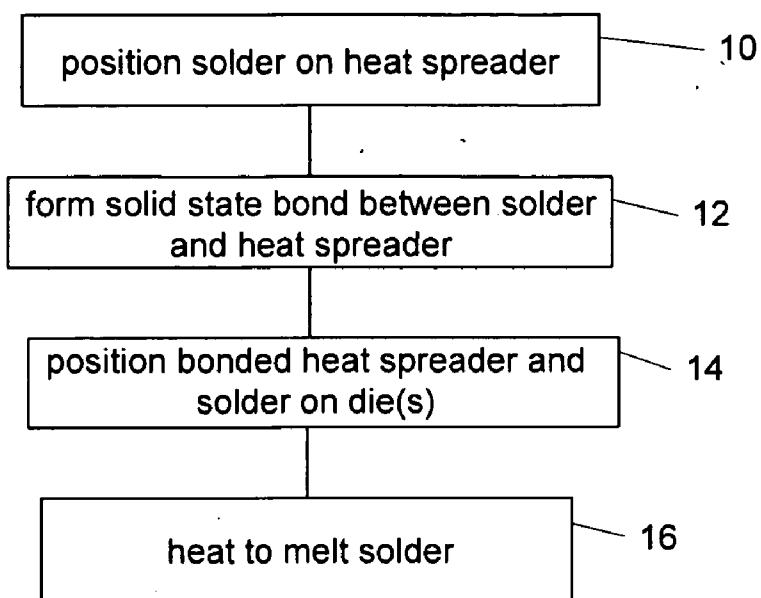 position solder on heat spreader
10
form solid state bond between solder
and heat spreader
12
position bonded heat spreader and
solder on die(s)
14
heat to melt solder
16